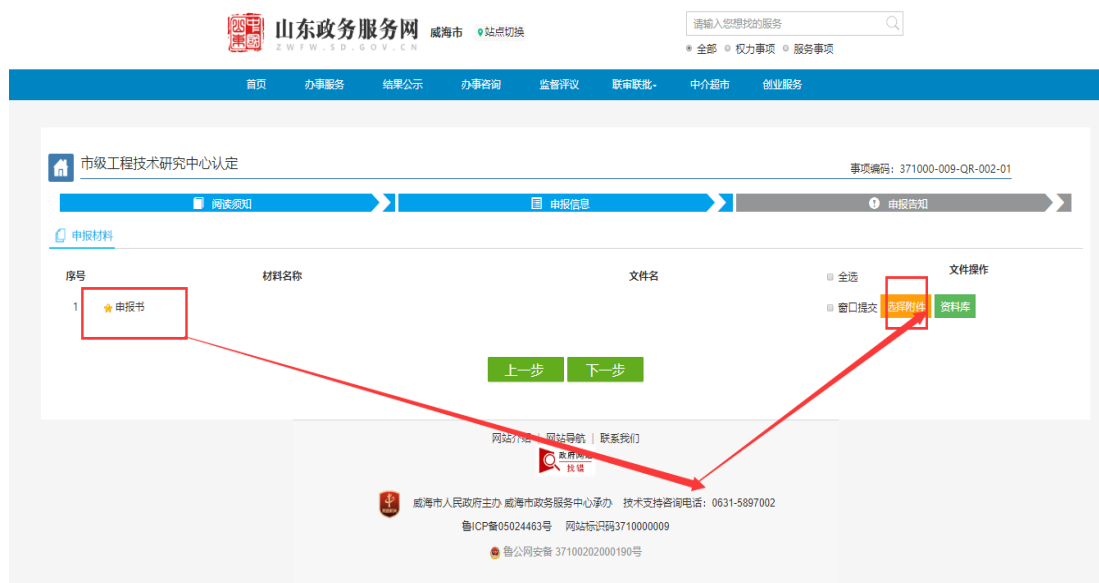 山东政务服务网 威海市 站点切换
ZWFW.SD.GOV.CN
请输入您想找的服务
全部 权力事项 服务事项
首页 办事服务 结果公示 办事咨询 监督评议 联审联批 中介超市 创业服务
市级工程技术研究中心认定
事项编码：371000-009-QR-002-01
阅读须知 申报信息 申报告知
申报材料
序号 材料名称 文件名 全选 文件操作
1 申报书 窗口提交 选择附件 资料库
上一步 下一步
网站介绍 | 网站导航 | 联系我们
政府网站
找错
威海市人民政府主办 威海市政务服务中心承办 技术支持咨询电话：0631-5897002
鲁ICP备05024463号 网站标识码3710000009
鲁公网安备 37100202000190号